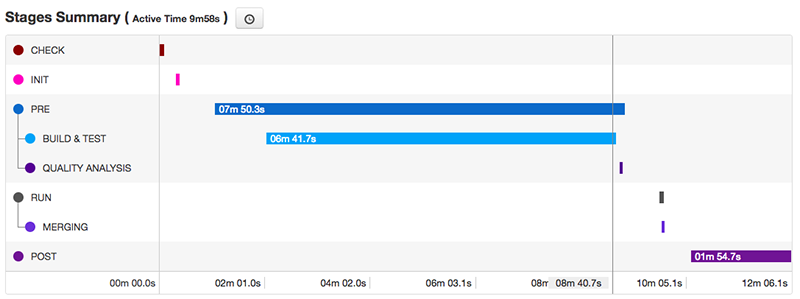 Stages Summary ( Active Time 9m58s )
CHECK
INIT
PRE
07m 50.3s
BUILD & TEST
06m 41.7s
QUALITY ANALYSIS
RUN
MERGING
POST
01m 54.7s
00m 00.0s 02m 01.0s 04m 02.0s 06m 03.1s 08m 08m 40.7s 10m 05.1s 12m 06.1s